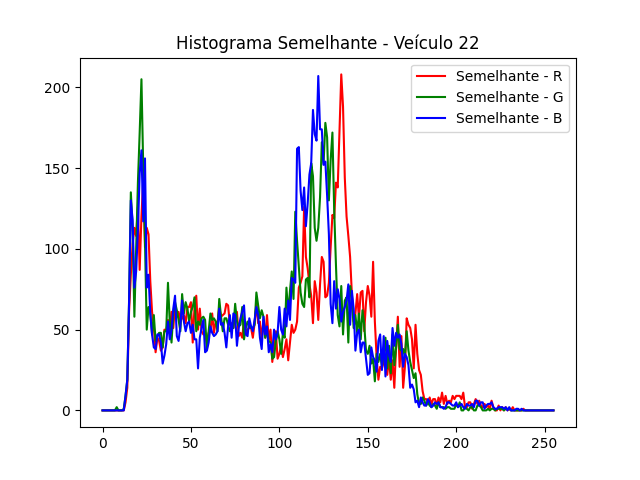 Histograma Semelhante - Veículo 22
Semelhante - R
Semelhante - G
Semelhante - B
200
150
100
50
0
0 50 100 150 200 250